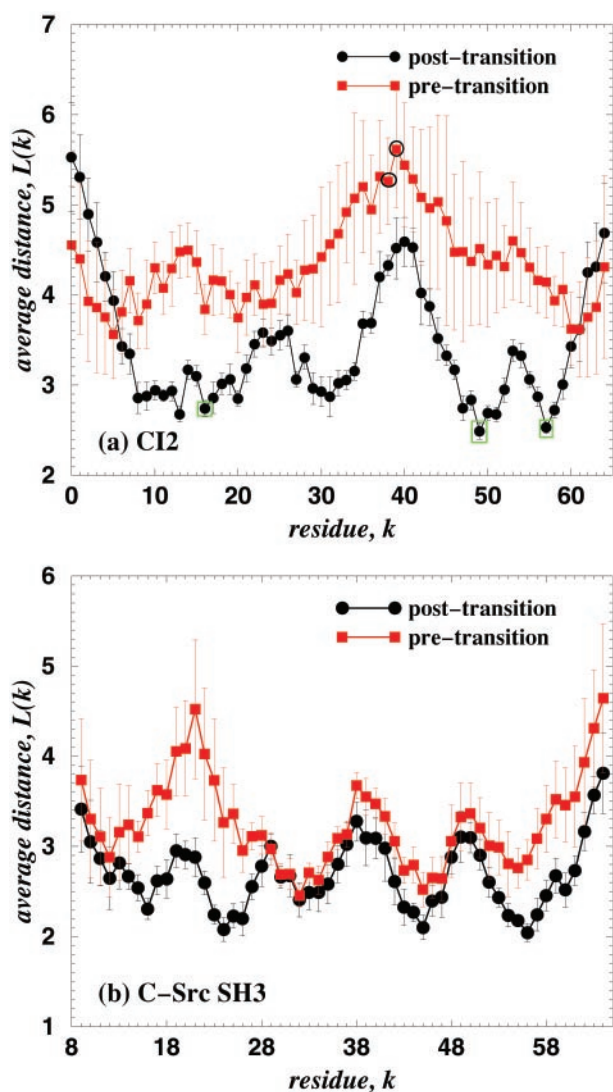 7
6
5
4
3
2
average distance, L(k)
post-transition
pre-transition
(a) CI2
0 10 20 30 40 50 60
residue, k
6
5
4
3
2
1
average distance, L(k)
post-transition
pre-transition
(b) C-Src SH3
8 18 28 38 48 58
residue, k